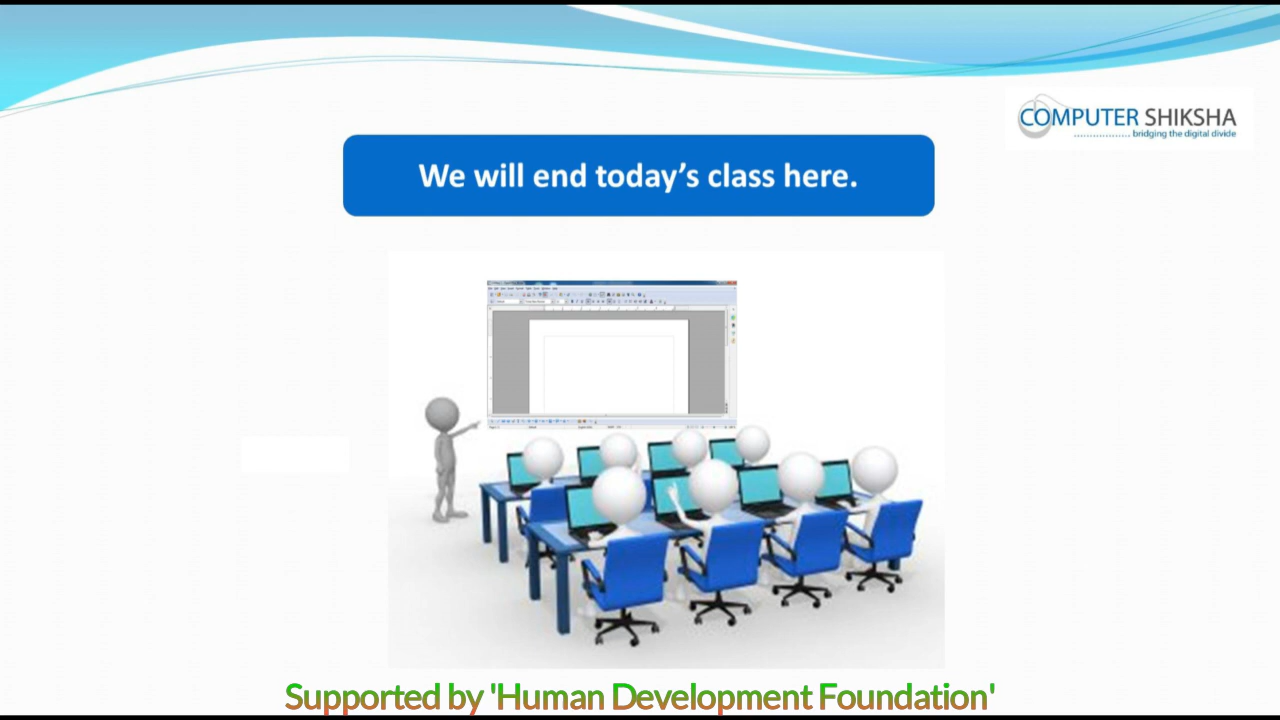 COMPUTER SHIKSHA
bridging the digital divide
We will end today's class here.
Supported by 'Human Development Foundation'